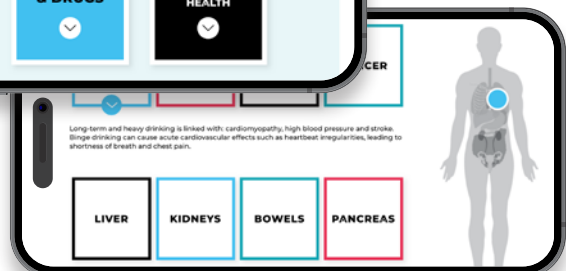 & DRUGS
HEALTH
CER
Long-term and heavy drinking is linked with: cardiomyopathy, high blood pressure and stroke.
Binge drinking can cause acute cardiovascular effects such as heartbeat irregularities, leading to
shortness of breath and chest pain.
LIVER KIDNEYS BOWELS PANCREAS